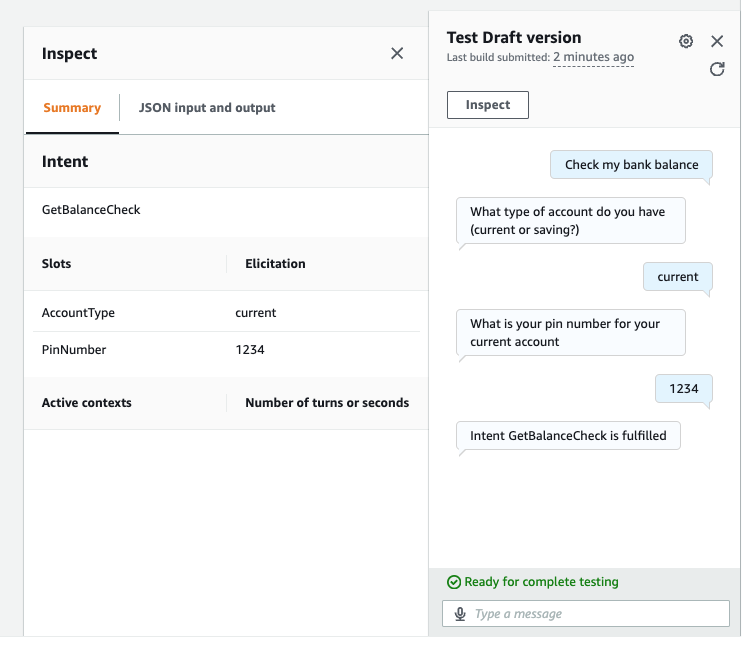 Inspect
Summary
JSON input and output
Intent
GetBalanceCheck
Slots
Elicitation
AccountType
current
PinNumber
1234
Active contexts
Number of turns or seconds
Test Draft version
Last build submitted: 2 minutes ago
Inspect
Check my bank balance
What type of account do you have
(current or saving?)
current
What is your pin number for your
current account
1234
Intent GetBalanceCheck is fulfilled
Ready for complete testing
Type a message